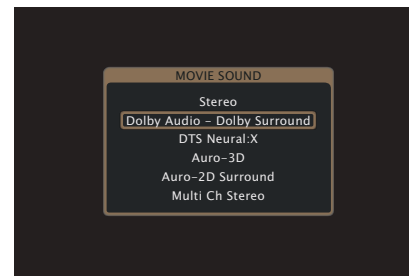 MOVIE SOUND
Stereo
Dolby Audio – Dolby Surround
DTS Neural:X
Auro-3D
Auro-2D Surround
Multi Ch Stereo